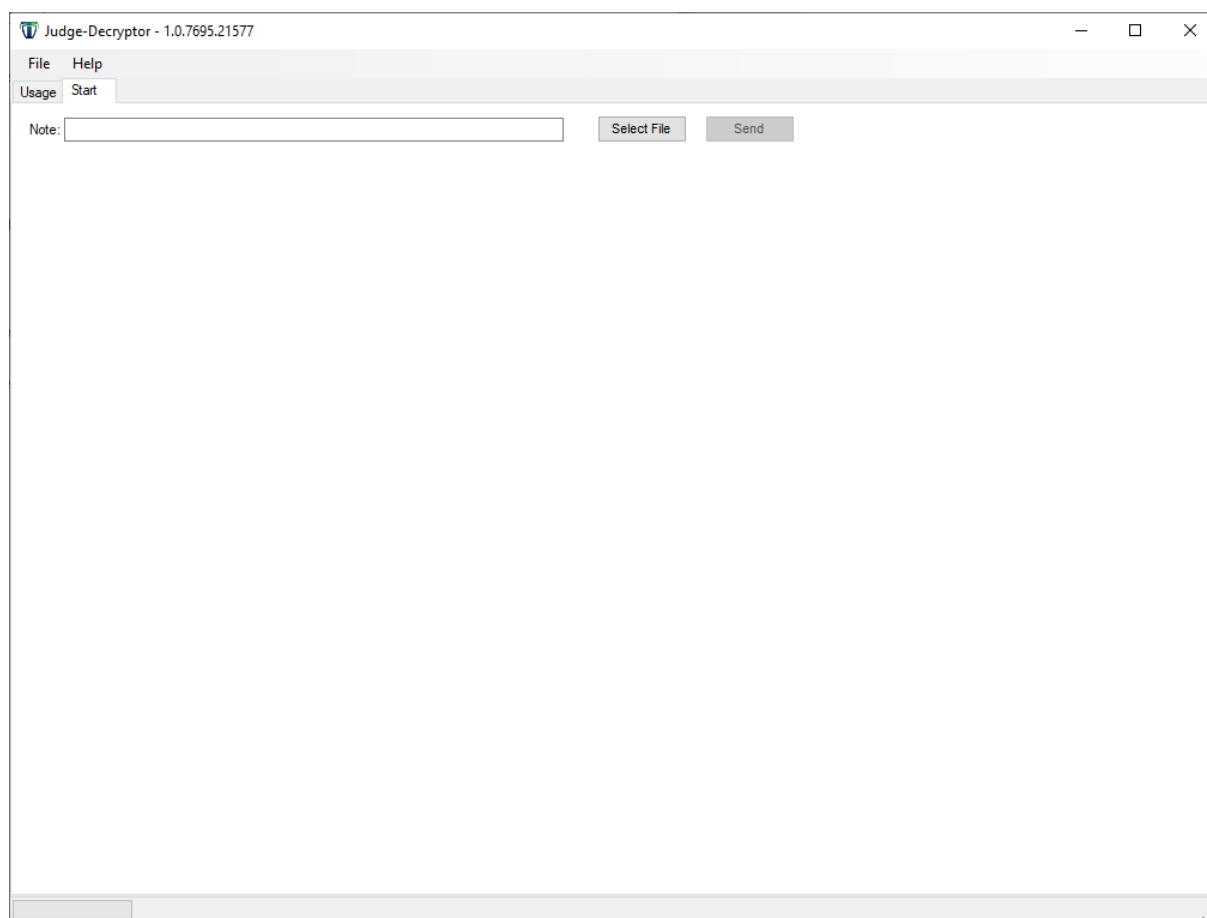 Judge-Decryptor - 1.0.7695.21577
File Help
Usage Start
Note: Select File Send